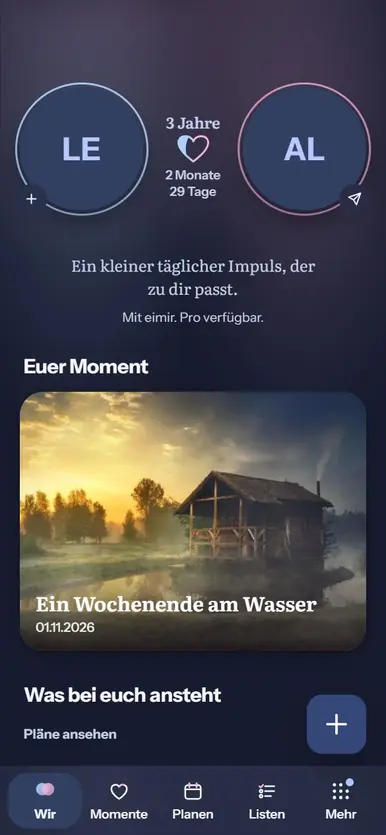 LE
3 Jahre
AL
2 Monate
29 Tage
Ein kleiner täglicher Impuls, der
zu dir passt.
Mit eimir. Pro verfügbar.
Euer Moment
Ein Wochenende am Wasser
01.11.2026
Was bei euch ansteht
Pläne ansehen
Wir
Momente
Planen
Listen
Mehr